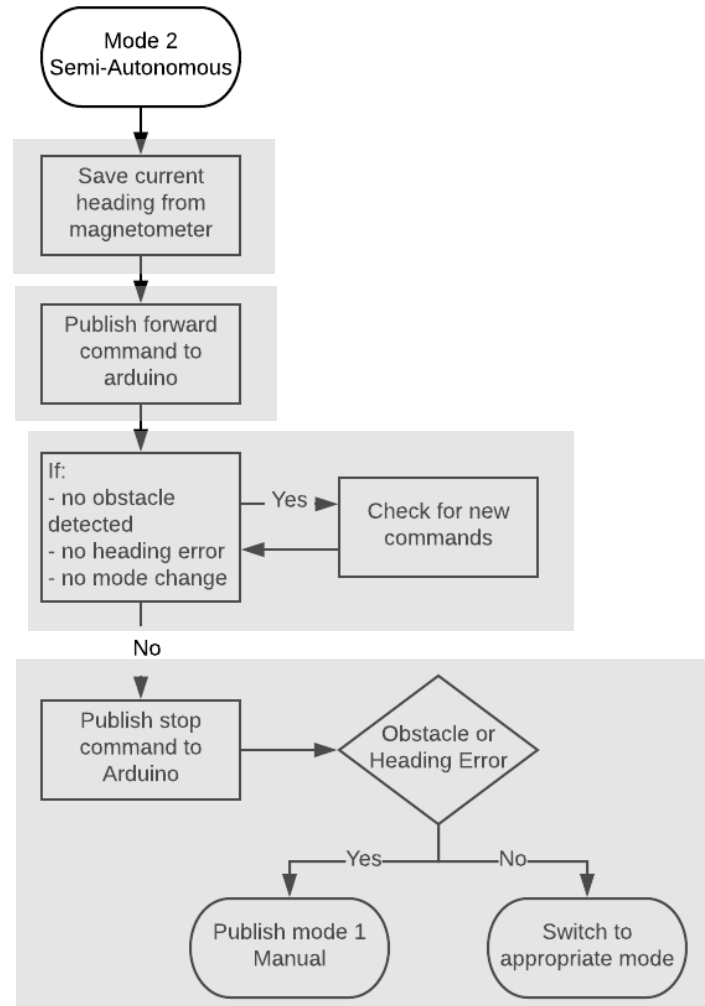 Mode 2
Semi-Autonomous
Save current
heading from
magnetometer
Publish forward
command to
arduino
If:
- no obstacle
detected
- no heading error
- no mode change
Yes
Check for new
commands
No
Publish stop
command to
Arduino
Obstacle or
Heading Error
Yes
No
Publish mode 1
Manual
Switch to
appropriate mode